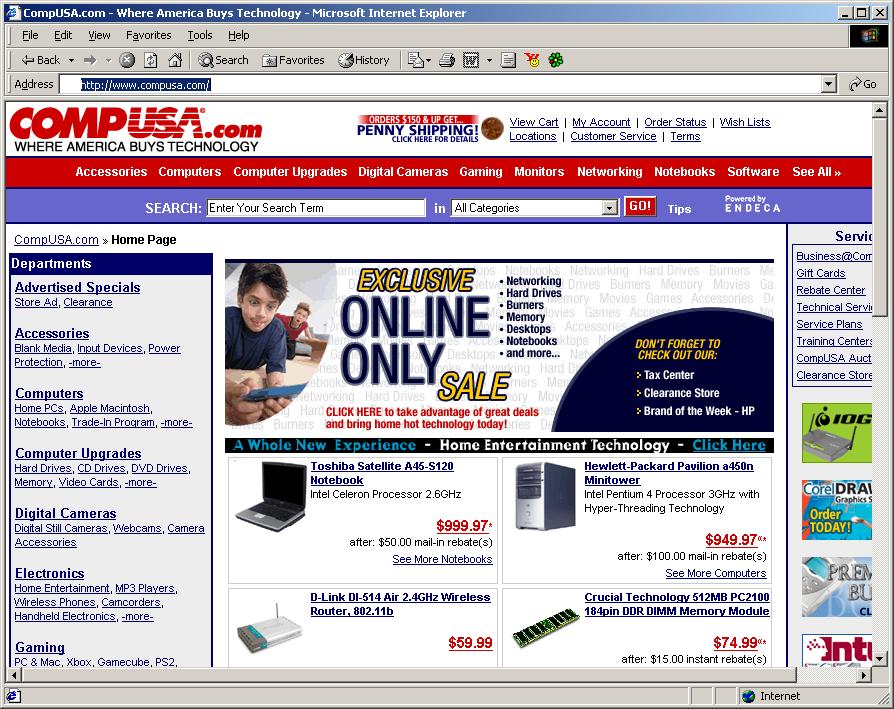 CompUSA.com - Where America Buys Technology - Microsoft Internet Explorer
File Edit View Favorites Tools Help
Back Search Favorites History
Address http://www.compusa.com/ Go
COMPUSA.com
WHERE AMERICA BUYS TECHNOLOGY
ORDERS $150 & UP GET...
PENNY SHIPPING!
CLICK HERE FOR DETAILS
View Cart | My Account | Order Status | Wish Lists
Locations | Customer Service | Terms
Accessories Computers Computer Upgrades Digital Cameras Gaming Monitors Networking Notebooks Software See All »
SEARCH: Enter Your Search Term in All Categories GO! Tips
Powered by
ENDECA
CompUSA.com » Home Page
Departments
Advertised Specials
Store Ad, Clearance
Accessories
Blank Media, Input Devices, Power
Protection, -more-
Computers
Home PCs, Apple Macintosh,
Notebooks, Trade-In Program, -more-
Computer Upgrades
Hard Drives, CD Drives, DVD Drives,
Memory, Video Cards, -more-
Digital Cameras
Digital Still Cameras, Webcams, Camera
Accessories
Electronics
Home Entertainment, MP3 Players,
Wireless Phones, Camcorders,
Handheld Electronics, -more-
Gaming
PC & Mac, Xbox, Gamecube, PS2,
EXCLUSIVE
ONLINE
ONLY
SALE
• Networking
• Hard Drives
• Burners
• Memory
• Desktops
• Notebooks
• and more...
CLICK HERE to take advantage of great deals
and bring home hot technology today!
DON'T FORGET TO
CHECK OUT OUR:
Tax Center
Clearance Store
Brand of the Week - HP
A Whole New Experience - Home Entertainment Technology - Click Here
Toshiba Satellite A45-S120
Notebook
Intel Celeron Processor 2.6GHz
$999.97*
after: $50.00 mail-in rebate(s)
See More Notebooks
Hewlett-Packard Pavilion a450n
Minitower
Intel Pentium 4 Processor 3GHz with
Hyper-Threading Technology
$949.97«*
after: $100.00 mail-in rebate(s)
See More Computers
D-Link DI-514 Air 2.4GHz Wireless
Router, 802.11b
$59.99
Crucial Technology 512MB PC2100
184pin DDR DIMM Memory Module
$74.99«*
after: $15.00 instant rebate(s)
Servic
Business@Com
Gift Cards
Rebate Center
Technical Servi
Service Plans
Training Centers
CompUSA Auct
Clearance Store
IOG
CorelDRAW
Graphics S
Order
TODAY!
PREM
BU
CL
Int
Internet